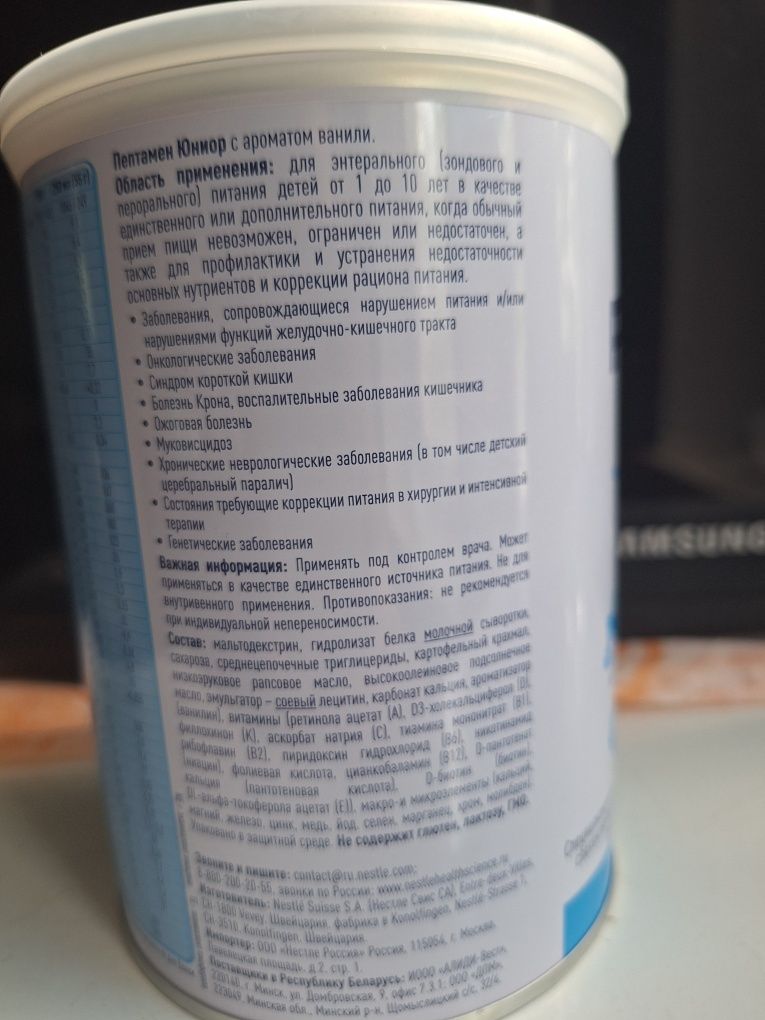 Пептамен Юниор с ароматом ванили.
Область применения: для энтерального (зондового и
перорального) питания детей от 1 до 10 лет в качестве
единственного или дополнительного питания, когда обычный
прием пищи невозможен, ограничен или недостаточен, а
также для профилактики и устранения недостаточности
основных нутриентов и коррекции рациона питания.
• Заболевания, сопровождающиеся нарушением питания и/или
нарушениями функций желудочно-кишечного тракта
• Онкологические заболевания
• Синдром короткой кишки
• Болезнь Крона, воспалительные заболевания кишечника
• Ожоговая болезнь
• Муковисцидоз
• Хронические неврологические заболевания (в том числе детский
церебральный паралич)
• Состояния требующие коррекции питания в хирургии и интенсивной
терапии
• Генетические заболевания
Важная информация: Применять под контролем врача. Может
применяться в качестве единственного источника питания. Не для
внутривенного применения. Противопоказания: не рекомендуется
при индивидуальной непереносимости.
Состав: мальтодекстрин, гидролизат белка молочной сыворотки,
сахароза, среднецепочечные триглицериды, картофельный крахмал,
низкоэруковое рапсовое масло, высокоолеиновое подсолнечное
масло, эмульгатор – соевый лецитин, карбонат кальция, ароматизатор
(ванилин), витамины (ретинола ацетат (A), D3-холекальциферол (D),
филлохинон (K), аскорбат натрия (C), тиамина мононитрат (B1),
рибофлавин (B2), пиридоксин гидрохлорид (B6), никотинамид
(ниацин), фолиевая кислота, цианкобаламин (B12), D-пантотенат
кальция (пантотеновая кислота), D-биотин (биотин),
DL-альфа-токоферола ацетат (E)), макро- и микроэлементы (кальций,
магний, железо, цинк, медь, йод, селен, марганец, хром, молибден).
Упаковано в защитной среде. Не содержит глютен, лактозу, ГМО.
Звоните и пишите: contact@ru.nestle.com;
8-800-200-20-55, звонки по России; www.nestlehealthscience.ru
Изготовитель: Nestlé Suisse S.A. (Нестле Свис СА), Entre-deux-Villes,
CH-1800 Vevey, Швейцария, фабрика в Konolfingen, Nestlé-Strasse 1,
CH-3510, Konolfingen, Швейцария.
Импортер: ООО «Нестле Россия» Россия, 115054, г. Москва,
Павелецкая площадь, д.2, стр. 1.
Поставщики в Республику Беларусь: ИООО «АЛИДИ-Вест»,
220140, г. Минск, ул. Домбровская, 9, офис 7.3.1; ООО «ДПМ»,
223049, Минская обл., Минский р-н, Щомыслицкий с/с, 32/4.
AMSUNG